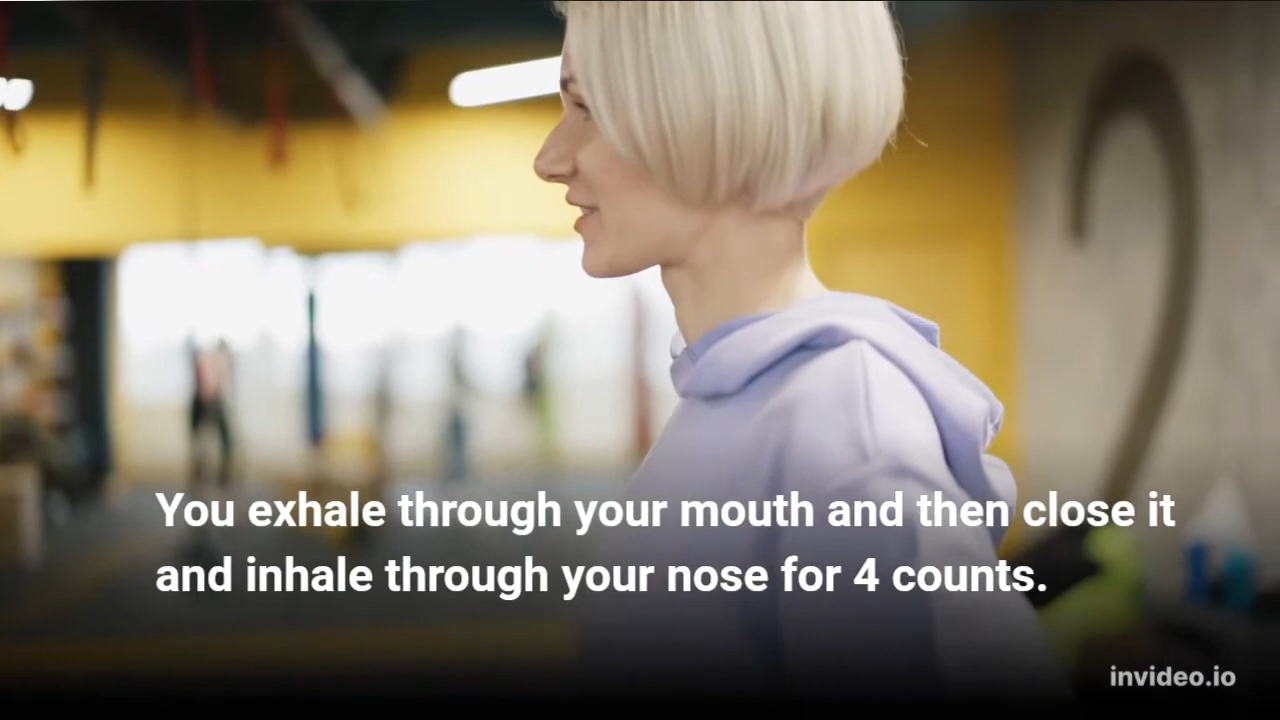 2
You exhale through your mouth and then close it
and inhale through your nose for 4 counts.
invideo.io